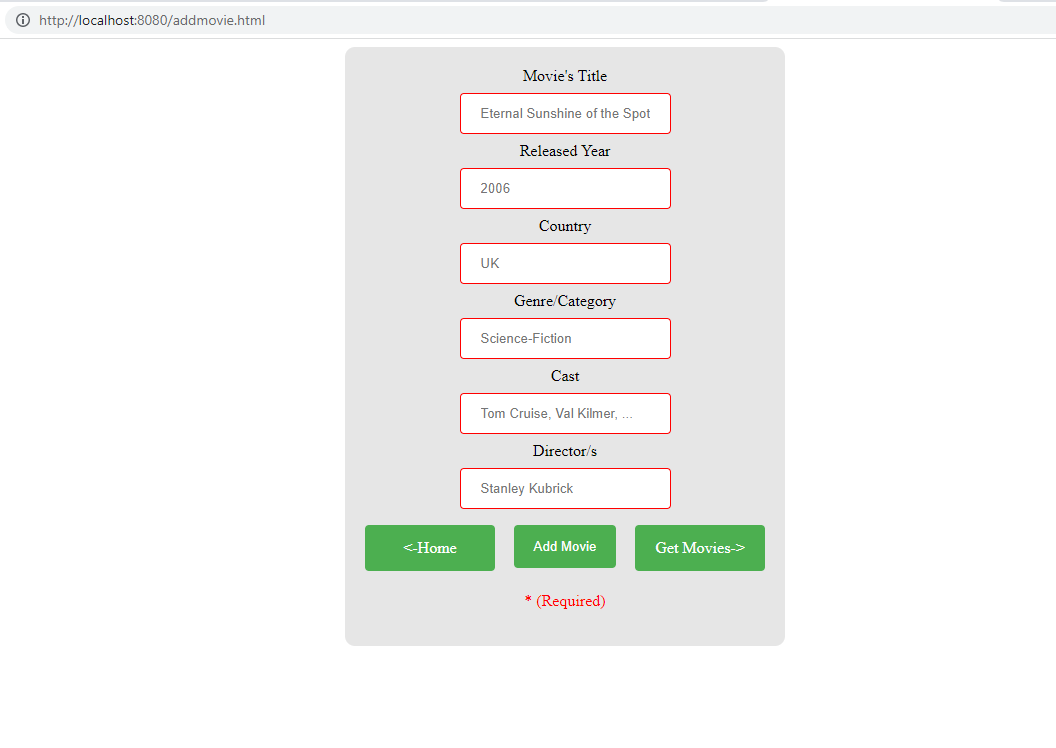 http://localhost:8080/addmovie.html
Movie's Title
Eternal Sunshine of the Spot
Released Year
2006
Country
UK
Genre/Category
Science-Fiction
Cast
Tom Cruise, Val Kilmer, ...
Director/s
Stanley Kubrick
<-Home Add Movie Get Movies->
* (Required)